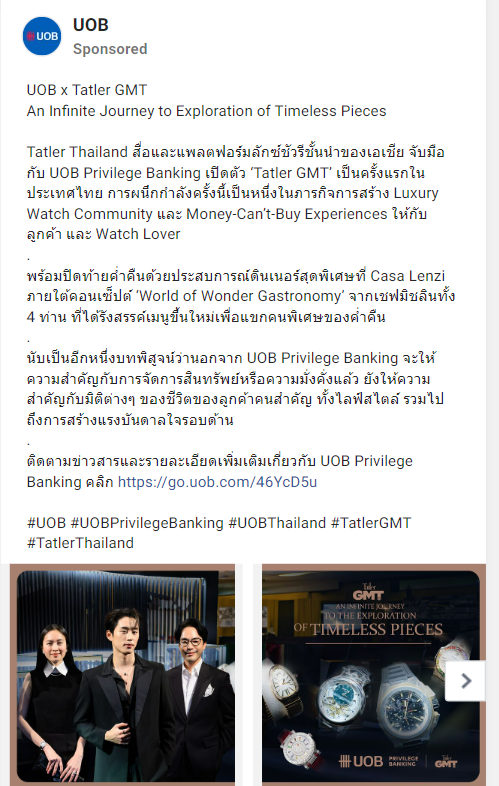 UOB
UOB
Sponsored
UOB x Tatler GMT
An Infinite Journey to Exploration of Timeless Pieces
Tatler Thailand สื่อและแพลตฟอร์มลักซ์ชัวรีชั้นนำของเอเชีย จับมือ
กับ UOB Privilege Banking เปิดตัว ‘Tatler GMT’ เป็นครั้งแรกใน
ประเทศไทย การผนึกกำลังครั้งนี้เป็นหนึ่งในภารกิจการสร้าง Luxury
Watch Community และ Money-Can’t-Buy Experiences ให้กับ
ลูกค้า และ Watch Lover
.
พร้อมปิดท้ายค่ำคืนด้วยประสบการณ์ดินเนอร์สุดพิเศษที่ Casa Lenzi
ภายใต้คอนเซ็ปต์ ‘World of Wonder Gastronomy’ จากเชฟมิชลินทั้ง
4 ท่าน ที่ได้รังสรรค์เมนูขึ้นใหม่เพื่อแขกคนพิเศษของค่ำคืน
.
นับเป็นอีกหนึ่งบทพิสูจน์ว่านอกจาก UOB Privilege Banking จะให้
ความสำคัญกับการจัดการสินทรัพย์หรือความมั่งคั่งแล้ว ยังให้ความ
สำคัญกับมิติต่างๆ ของชีวิตของลูกค้าคนสำคัญ ทั้งไลฟ์สไตล์ รวมไป
ถึงการสร้างแรงบันดาลใจรอบด้าน
.
ติดตามข่าวสารและรายละเอียดเพิ่มเติมเกี่ยวกับ UOB Privilege
Banking คลิก https://go.uob.com/46YcD5u
#UOB #UOBPrivilegeBanking #UOBThailand #TatlerGMT
#TatlerThailand
Tatler
GMT
AN INFINITE JOURNEY
TO THE EXPLORATION
OF TIMELESS PIECES
UOB PRIVILEGE BANKING Tatler GMT